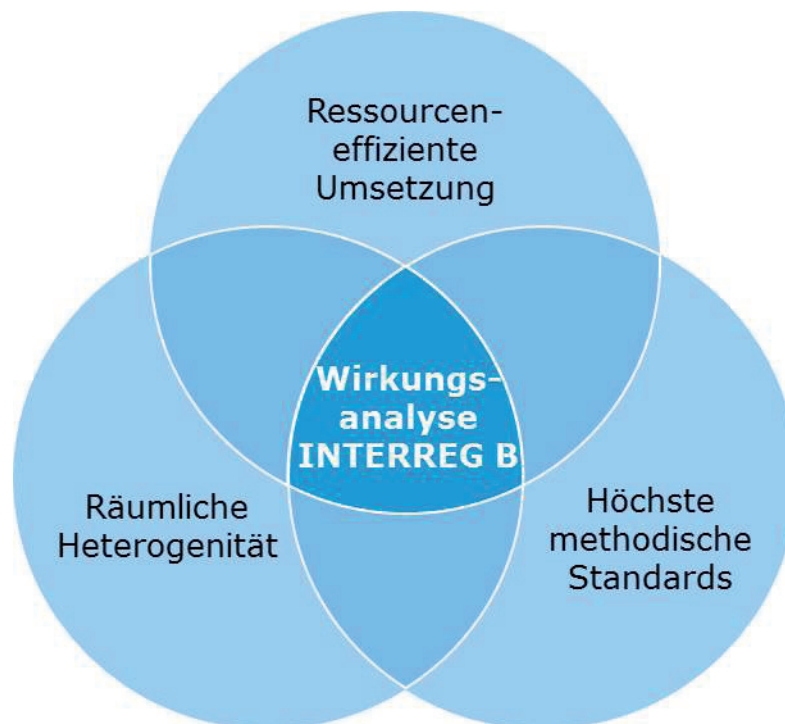 Ressourcen-
effiziente
Umsetzung
Wirkungs-
analyse
INTERREG B
Räumliche
Heterogenität
Höchste
methodische
Standards